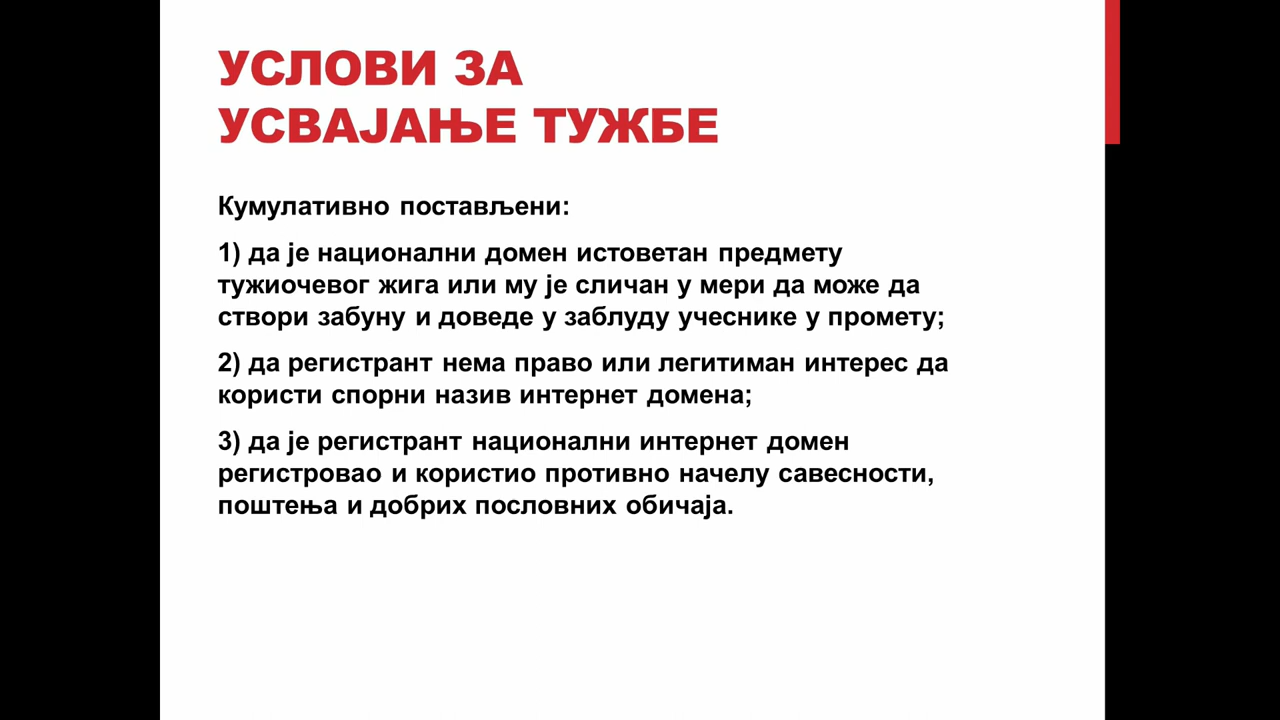 УСЛОВИ ЗА
УСВАЈАЊЕ ТУЖБЕ
Кумулативно постављени:
1) да је национални домен истоветан предмету
тужиочевог жига или му је сличан у мери да може да
створи забуну и доведе у заблуду учеснике у промету;
2) да регистрант нема право или легитиман интерес да
користи спорни назив интернет домена;
3) да је регистрант национални интернет домен
регистровао и користио противно начелу савесности,
поштења и добрих пословних обичаја.